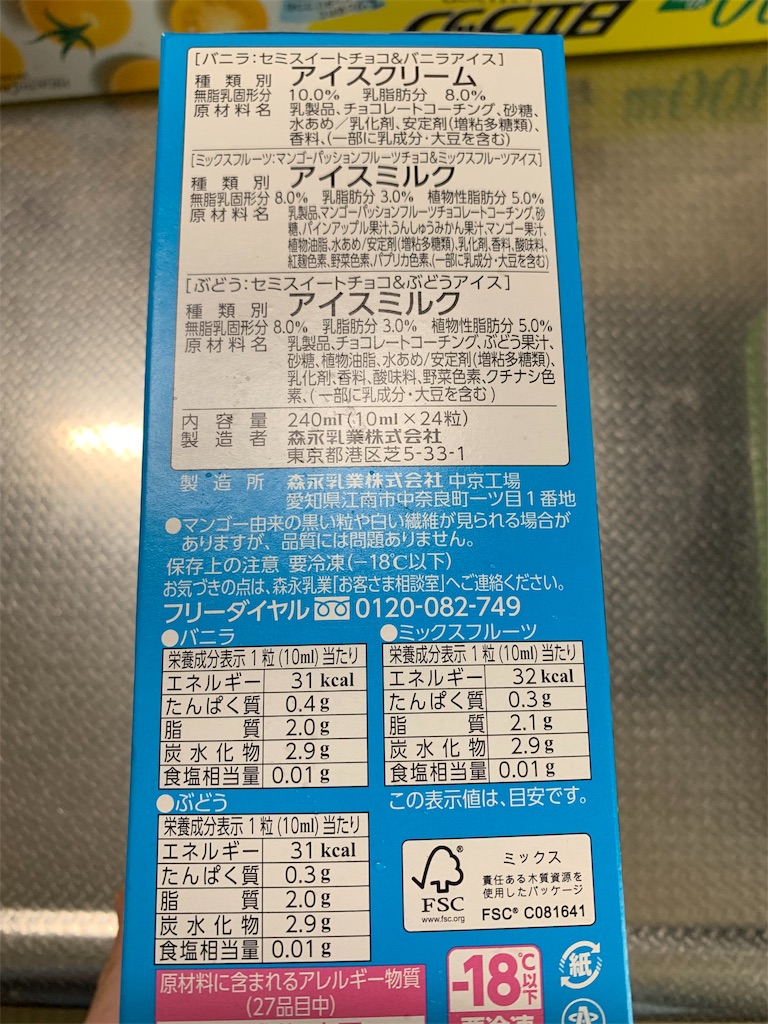 [バニラ:セミスイートチョコ&バニラアイス]
種類別 アイスクリーム
無脂乳固形分 10.0% 乳脂肪分 8.0%
原材料名 乳製品、チョコレートコーチング、砂糖、
水あめ/乳化剤、安定剤(増粘多糖類)、
香料、(一部に乳成分・大豆を含む)
[ミックスフルーツ:マンゴーパッションフルーツチョコ&ミックスフルーツアイス]
種類別 アイスミルク
無脂乳固形分 8.0% 乳脂肪分 3.0% 植物性脂肪分 5.0%
原材料名 乳製品、マンゴーパッションフルーツチョコレートコーチング、砂
糖、パインアップル果汁、うんしゅうみかん果汁、マンゴー果汁、
植物油脂、水あめ/安定剤(増粘多糖類)、乳化剤、香料、酸味料、
紅麹色素、野菜色素、パプリカ色素、(一部に乳成分・大豆を含む)
[ぶどう:セミスイートチョコ&ぶどうアイス]
種類別 アイスミルク
無脂乳固形分 8.0% 乳脂肪分 3.0% 植物性脂肪分 5.0%
原材料名 乳製品、チョコレートコーチング、ぶどう果汁、
砂糖、植物油脂、水あめ/安定剤(増粘多糖類)、
乳化剤、香料、酸味料、野菜色素、クチナシ色
素、(一部に乳成分・大豆を含む)
内容量 240ml(10ml×24粒)
製造者 森永乳業株式会社
東京都港区芝5-33-1
製造所 森永乳業株式会社 中京工場
愛知県江南市中奈良町一ツ目1番地
●マンゴー由来の黒い粒や白い繊維が見られる場合が
ありますが、品質には問題ありません。
保存上の注意 要冷凍(-18℃以下)
お気づきの点は、森永乳業「お客さま相談室」へご連絡ください。
フリーダイヤル 0120-082-749
●バニラ
栄養成分表示 1粒(10ml)当たり
エネルギー 31 kcal
たんぱく質 0.4 g
脂質 2.0 g
炭水化物 2.9 g
食塩相当量 0.01 g
●ミックスフルーツ
栄養成分表示 1粒(10ml)当たり
エネルギー 32 kcal
たんぱく質 0.3 g
脂質 2.1 g
炭水化物 2.9 g
食塩相当量 0.01 g
この表示値は、目安です。
●ぶどう
栄養成分表示 1粒(10ml)当たり
エネルギー 31 kcal
たんぱく質 0.3 g
脂質 2.0 g
炭水化物 2.9 g
食塩相当量 0.01 g
FSC
www.fsc.org
ミックス
責任ある木質資源を
使用したパッケージ
FSC® C081641
原材料に含まれるアレルギー物質
(27品目中)
-18℃以下
要冷凍
紙